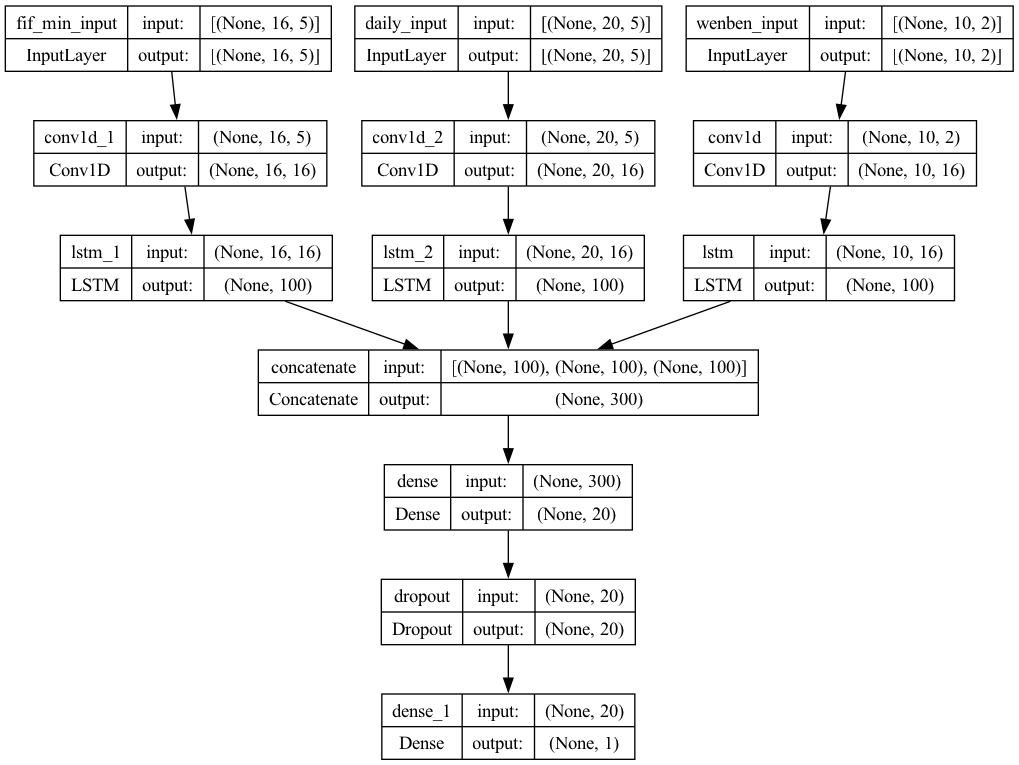 fif_min_input input: [(None, 16, 5)]
InputLayer output: [(None, 16, 5)]
daily_input input: [(None, 20, 5)]
InputLayer output: [(None, 20, 5)]
wenben_input input: [(None, 10, 2)]
InputLayer output: [(None, 10, 2)]
conv1d_1 input: (None, 16, 5)
Conv1D output: (None, 16, 16)
conv1d_2 input: (None, 20, 5)
Conv1D output: (None, 20, 16)
conv1d input: (None, 10, 2)
Conv1D output: (None, 10, 16)
lstm_1 input: (None, 16, 16)
LSTM output: (None, 100)
lstm_2 input: (None, 20, 16)
LSTM output: (None, 100)
lstm input: (None, 10, 16)
LSTM output: (None, 100)
concatenate input: [(None, 100), (None, 100), (None, 100)]
Concatenate output: (None, 300)
dense input: (None, 300)
Dense output: (None, 20)
dropout input: (None, 20)
Dropout output: (None, 20)
dense_1 input: (None, 20)
Dense output: (None, 1)